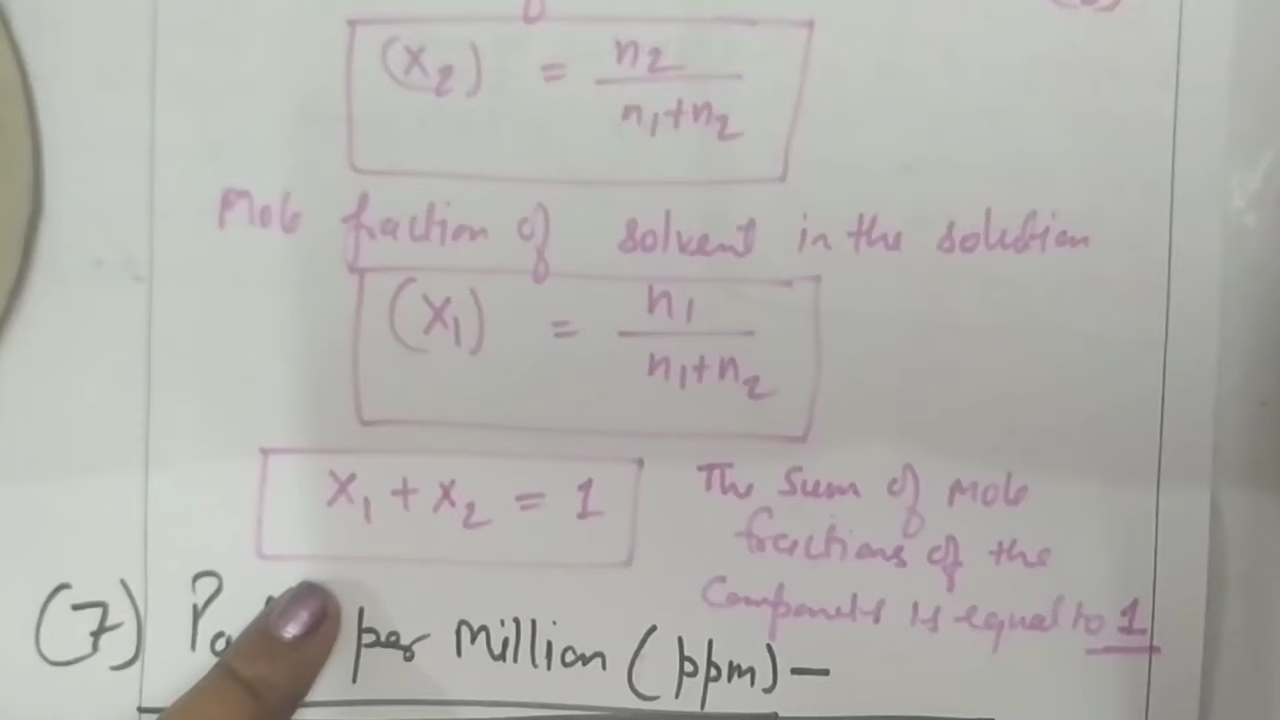 (x₂) = n₂ / n₁+n₂
Mole fraction of solvent in the solution
(x₁) = n₁ / n₁+n₂
x₁ + x₂ = 1
The sum of mole
fractions of the
components is equal to 1
(7) per Million (ppm) –